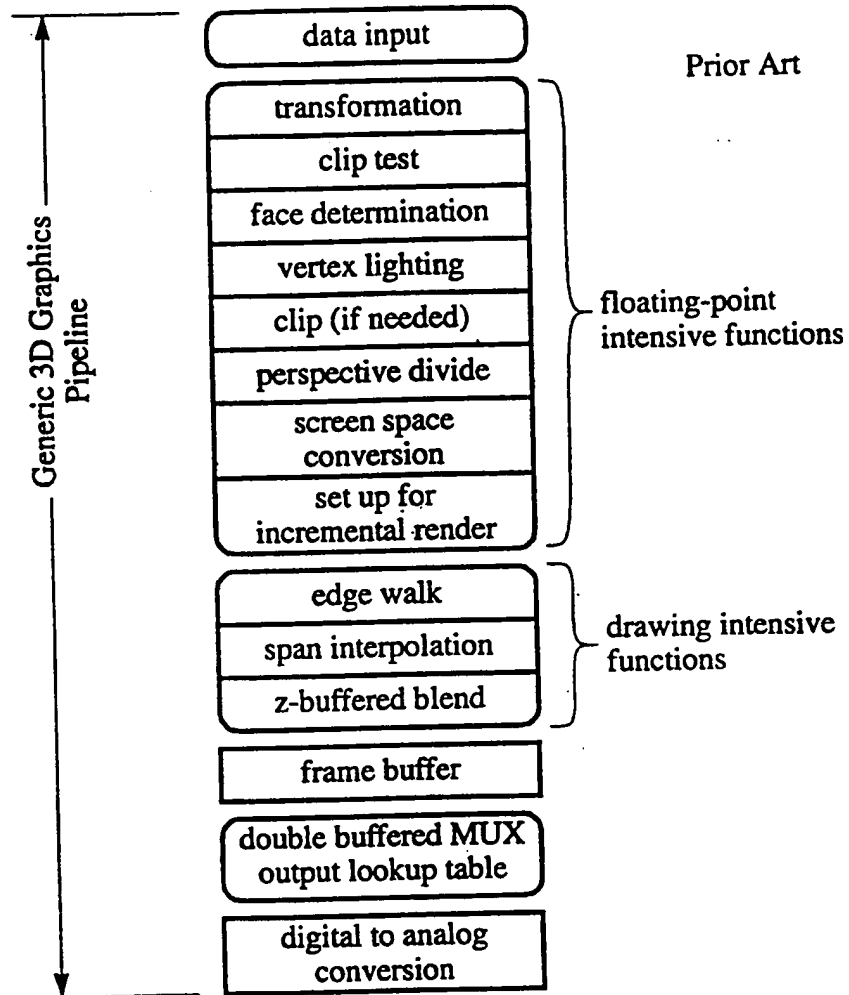 data input
Prior Art
transformation
clip test
face determination
vertex lighting
clip (if needed)
perspective divide
screen space
conversion
set up for
incremental render
floating-point
intensive functions
edge walk
span interpolation
z-buffered blend
drawing intensive
functions
frame buffer
double buffered MUX
output lookup table
digital to analog
conversion
Generic 3D Graphics
Pipeline